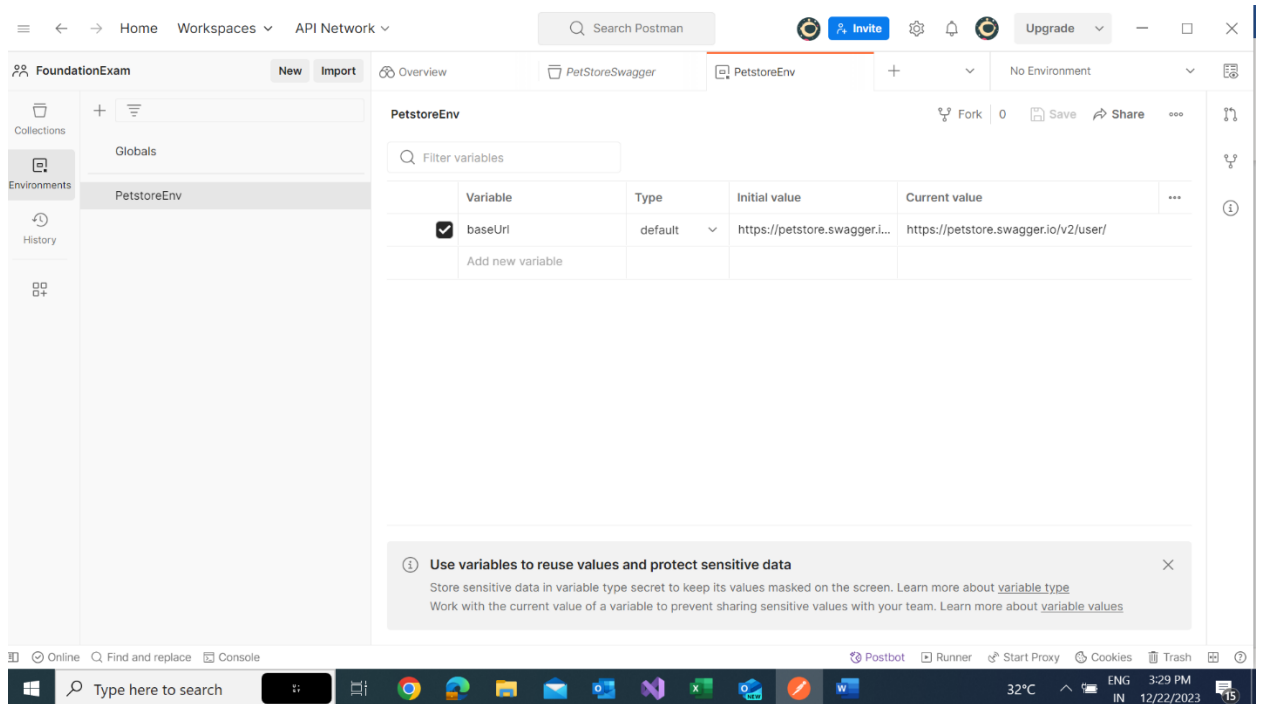 Home Workspaces API Network Search Postman Invite Upgrade
FoundationExam New Import Overview PetStoreSwagger PetstoreEnv No Environment
Collections
Environments
History
Globals
PetstoreEnv
PetstoreEnv Fork 0 Save Share
Filter variables
Variable Type Initial value Current value
baseUrl default https://petstore.swagger.i... https://petstore.swagger.io/v2/user/
Add new variable
Use variables to reuse values and protect sensitive data
Store sensitive data in variable type secret to keep its values masked on the screen. Learn more about variable type
Work with the current value of a variable to prevent sharing sensitive values with your team. Learn more about variable values
Online Find and replace Console Postbot Runner Start Proxy Cookies Trash
Type here to search 32°C ENG 3:29 PM
IN 12/22/2023 15